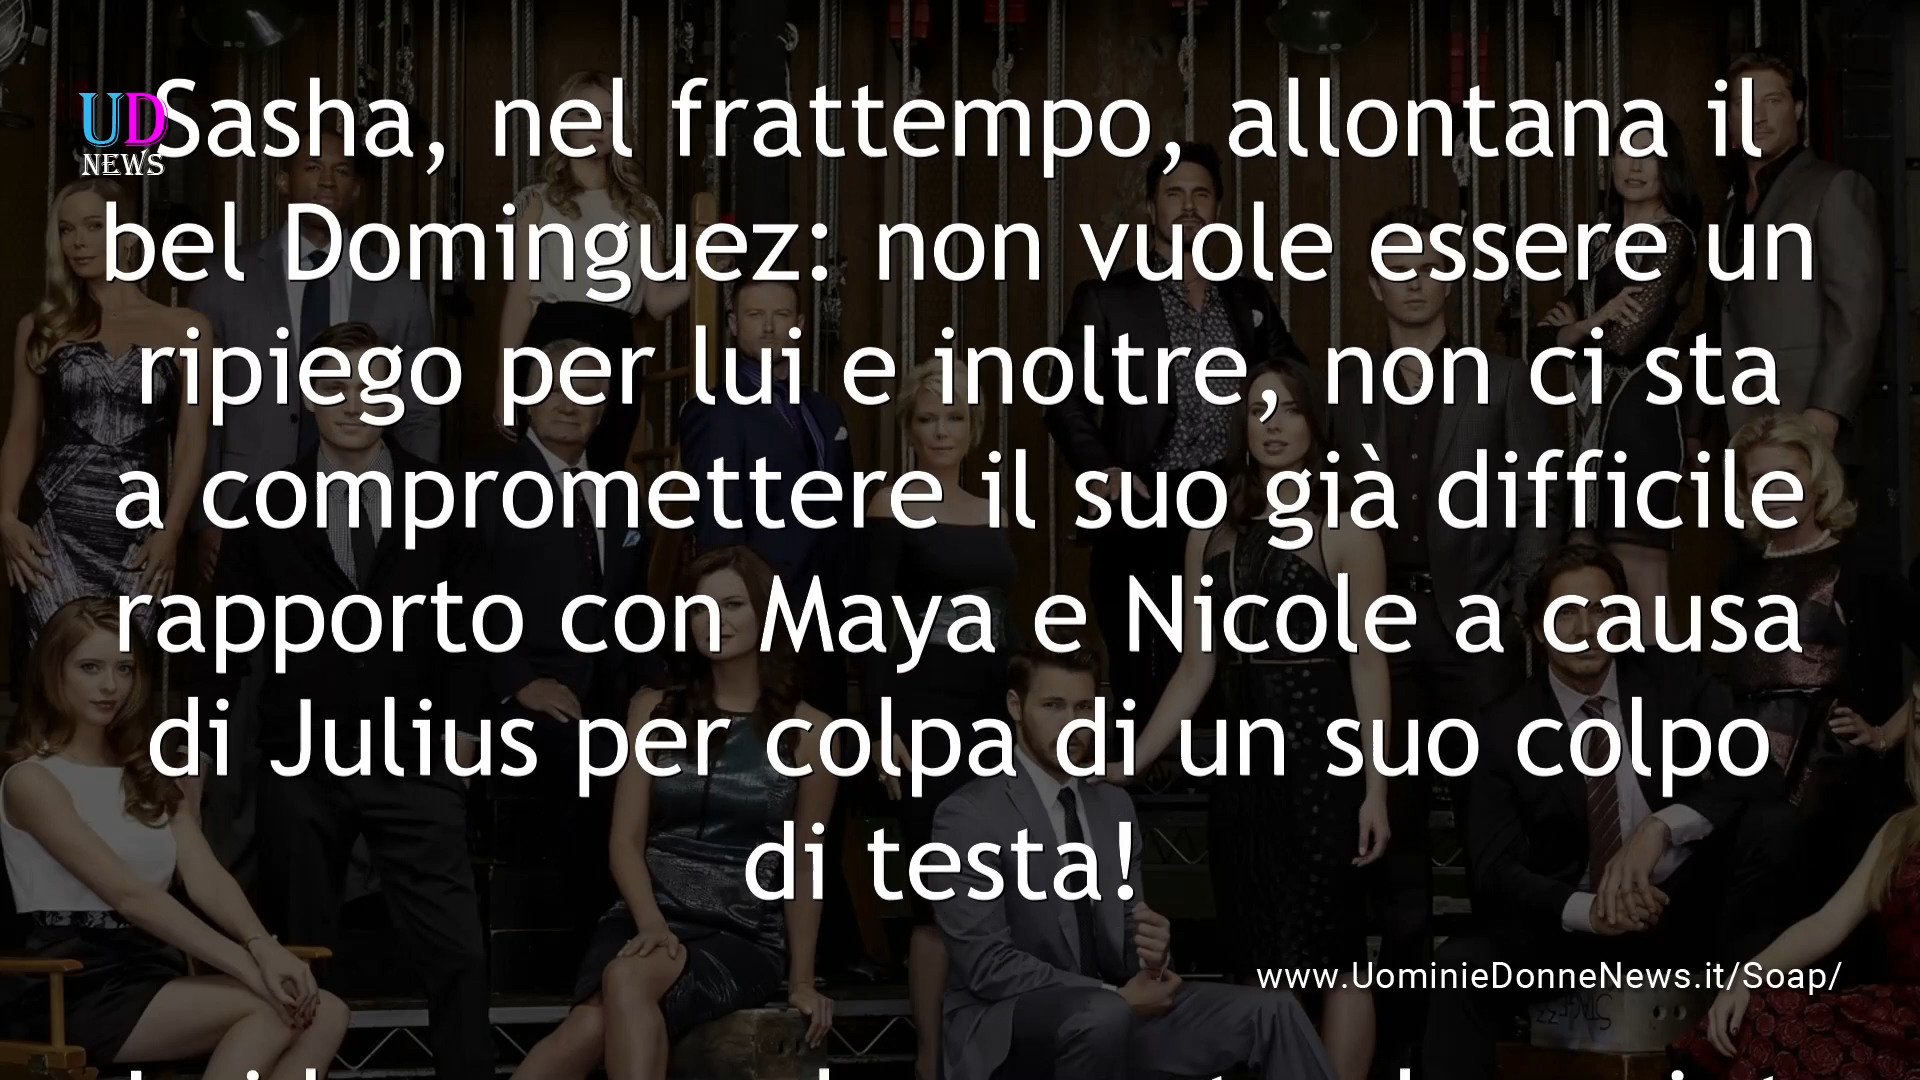 UD
NEWS
Sasha, nel frattempo, allontana il
bel Dominguez: non vuole essere un
ripiego per lui e inoltre, non ci sta
a compromettere il suo già difficile
rapporto con Maya e Nicole a causa
di Julius per colpa di un suo colpo
di testa!
www.UominieDonneNews.it/Soap/